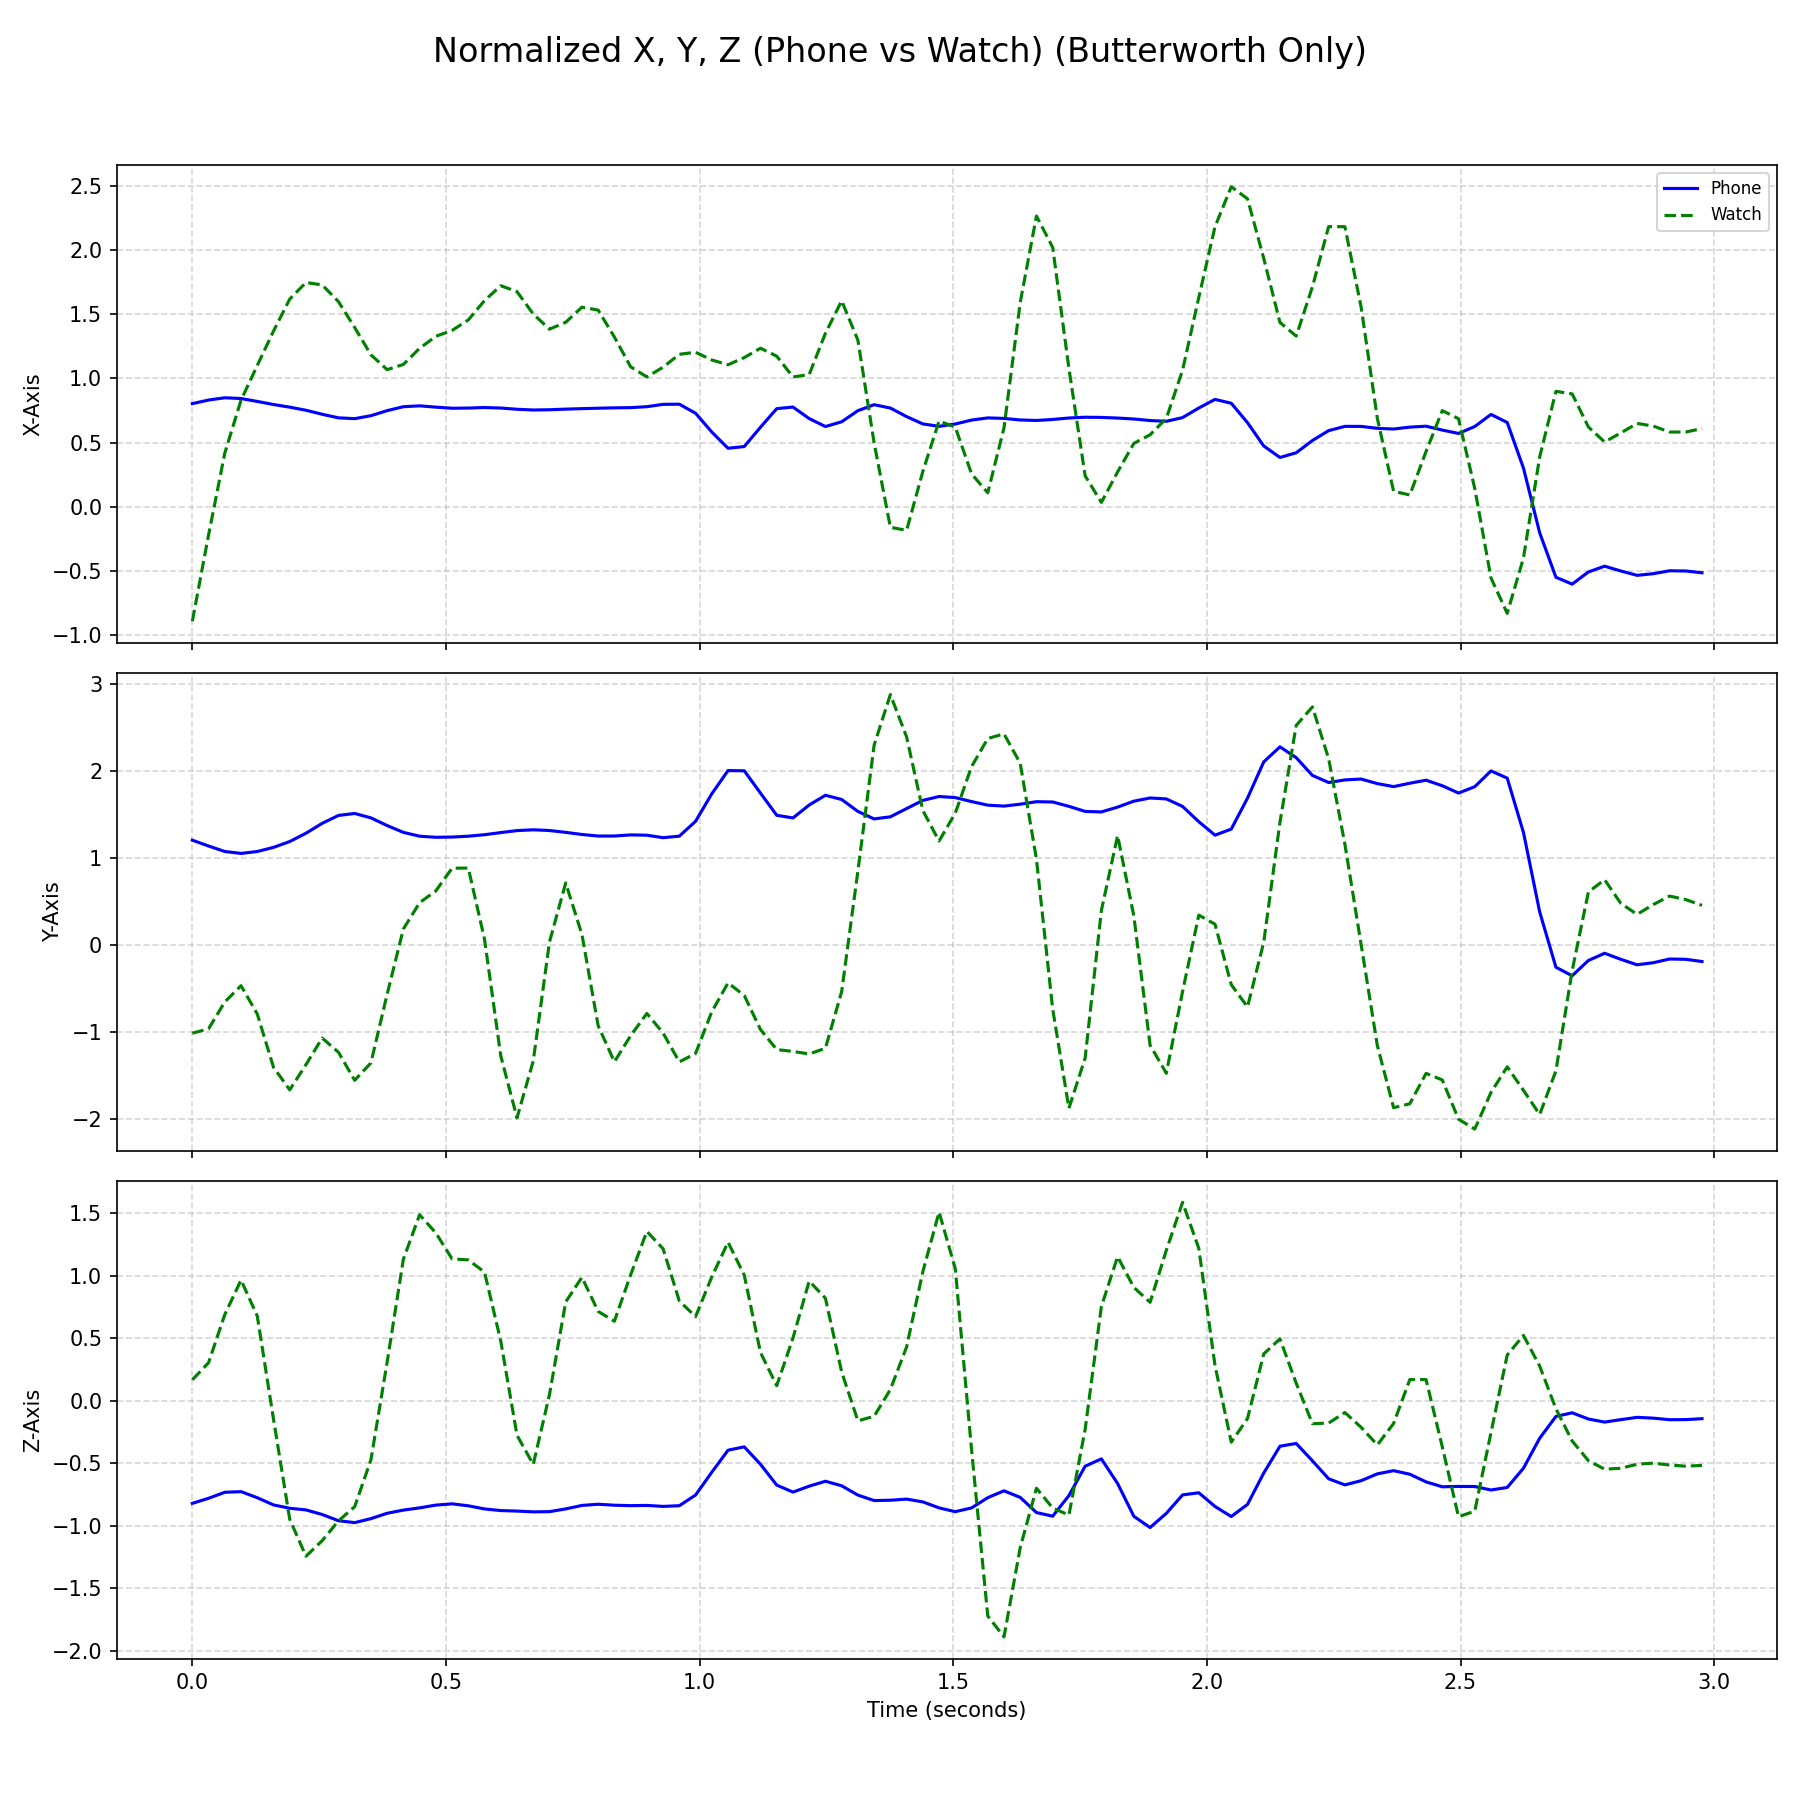 Normalized X, Y, Z (Phone vs Watch) (Butterworth Only)
Phone
Watch
2.5
2.0
1.5
1.0
0.5
0.0
−0.5
−1.0
X-Axis
3
2
1
0
−1
−2
Y-Axis
1.5
1.0
0.5
0.0
−0.5
−1.0
−1.5
−2.0
Z-Axis
0.0 0.5 1.0 1.5 2.0 2.5 3.0
Time (seconds)